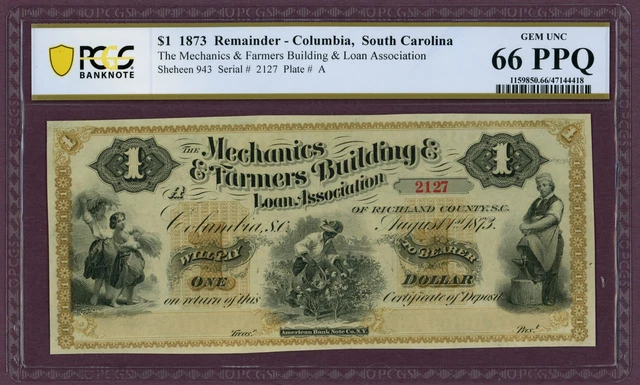 PCGS
BANKNOTE
$1 1873 Remainder - Columbia, South Carolina
The Mechanics & Farmers Building & Loan Association
Sheheen 943 Serial # 2127 Plate # A
GEM UNC
66 PPQ
1159850.66/47144418
1
THE Mechanics
& Farmers Building &
Loan Association
1
1
1
A
2127
OF RICHLAND COUNTY, S.C.
Columbia, S.C. August 1st 1873.
WILL PAY TO BEARER
ONE DOLLAR
on return of this Certificate of Deposit
Treas.r Pres.t
American Bank Note Co. N.Y.